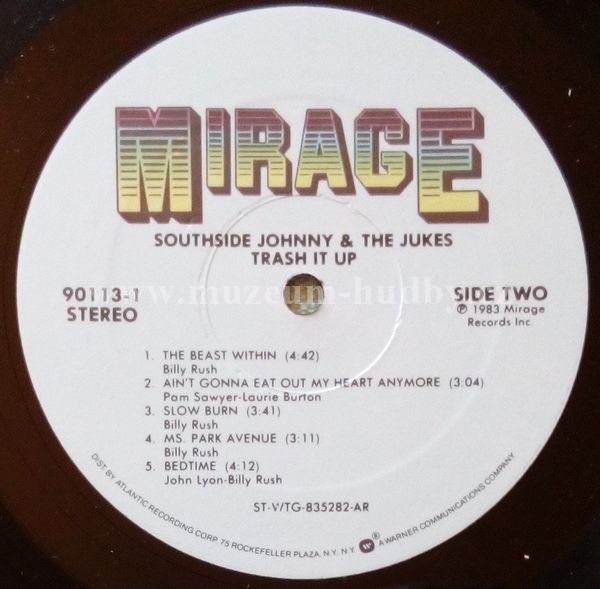 MIRAGE
SOUTHSIDE JOHNNY & THE JUKES
TRASH IT UP
90113-1
STEREO
SIDE TWO
℗ 1983 Mirage
Records Inc.
www.muzeum-hudby.
1. THE BEAST WITHIN (4:42)
Billy Rush
2. AIN'T GONNA EAT OUT MY HEART ANYMORE (3:04)
Pam Sawyer-Laurie Burton
3. SLOW BURN (3:41)
Billy Rush
4. MS. PARK AVENUE (3:11)
Billy Rush
5. BEDTIME (4:12)
John Lyon-Billy Rush
ST-V/TG-835282-AR
DIST. BY ATLANTIC RECORDING CORP. 75 ROCKEFELLER PLAZA, N.Y. N.Y. W ® A WARNER COMMUNICATIONS COMPANY